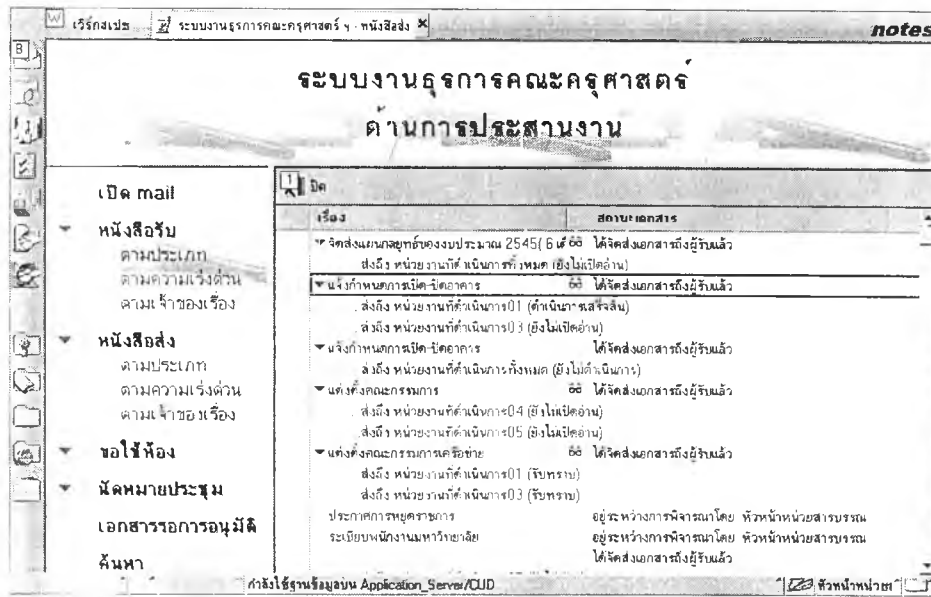 เวิร์กสเปซ ระบบงานธุรการคณะครุศาสตร์ ฯ - หนังสือส่ง notes
ระบบงานธุรการคณะครุศาสตร์
ด้านการประสานงาน
เปิด mail
หนังสือรับ
ตามประเภท
ตามความเร่งด่วน
ตามเจ้าของเรื่อง
หนังสือส่ง
ตามประเภท
ตามความเร่งด่วน
ตามเจ้าของเรื่อง
ขอใช้ห้อง
นัดหมายประชุม
เอกสารรอการอนุมัติ
ค้นหา
ปิด
เรื่อง สถานะเอกสาร
จัดส่งแผนกลยุทธ์ของงบประมาณ 2545( 6 เดื ได้จัดส่งเอกสารถึงผู้รับแล้ว
ส่งถึง หน่วยงานที่ดำเนินการทั้งหมด (ยังไม่เปิดอ่าน)
แจ้งกำหนดการเปิด-ปิดอาคาร ได้จัดส่งเอกสารถึงผู้รับแล้ว
ส่งถึง หน่วยงานที่ดำเนินการ01 (ดำเนินการเสร็จสิ้น)
ส่งถึง หน่วยงานที่ดำเนินการ03 (ยังไม่เปิดอ่าน)
แจ้งกำหนดการเปิด-ปิดอาคาร ได้จัดส่งเอกสารถึงผู้รับแล้ว
ส่งถึง หน่วยงานที่ดำเนินการทั้งหมด (ยังไม่ดำเนินการ)
แต่งตั้งคณะกรรมการ ได้จัดส่งเอกสารถึงผู้รับแล้ว
ส่งถึง หน่วยงานที่ดำเนินการ04 (ยังไม่เปิดอ่าน)
ส่งถึง หน่วยงานที่ดำเนินการ05 (ยังไม่เปิดอ่าน)
แต่งตั้งคณะกรรมการเครือข่าย ได้จัดส่งเอกสารถึงผู้รับแล้ว
ส่งถึง หน่วยงานที่ดำเนินการ01 (รับทราบ)
ส่งถึง หน่วยงานที่ดำเนินการ03 (รับทราบ)
ประกาศการหยุดราชการ อยู่ระหว่างการพิจารณาโดย หัวหน้าหน่วยสารบรรณ
ระเบียบพนักงานมหาวิทยาลัย อยู่ระหว่างการพิจารณาโดย หัวหน้าหน่วยสารบรรณ
ได้จัดส่งเอกสารถึงผู้รับแล้ว
กำลังใช้ฐานข้อมูลบน Application_Server/CUD หัวหน้าหน่วยสา